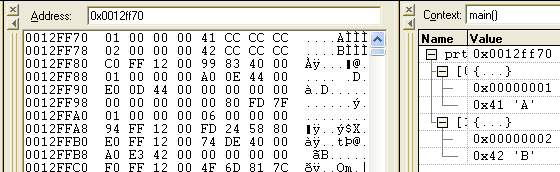 Address: 0x0012ff70
0012FF70 01 00 00 00 41 CC CC CC ....AÌÌÌ
0012FF78 02 00 00 00 42 CC CC CC ....BÌÌÌ
0012FF80 C0 FF 12 00 99 83 40 00 Àÿ..
0012FF88 01 00 00 00 A0 0E 44 00 .... .D.
0012FF90 E0 0D 44 00 00 00 00 00 à.D.....
0012FF98 00 00 00 00 00 80 FD 7F
0012FFA0 01 00 00 00 06 00 00 00 ........
0012FFA8 94 FF 12 00 FD 24 58 80 ÿ..ý$X
0012FFB0 E0 FF 12 00 74 DE 40 00 àÿ..tÞ@.
0012FFB8 A0 E3 42 00 00 00 00 00 ãB.....
0012FFC0 F0 FF 12 00 4F 6D 81 7C ðÿ..Om.|
Context: main()
Name Value
prt 0x0012ff70
[0 {...}
0x00000001
0x41 'A'
{...}
0x00000002
0x42 'B'